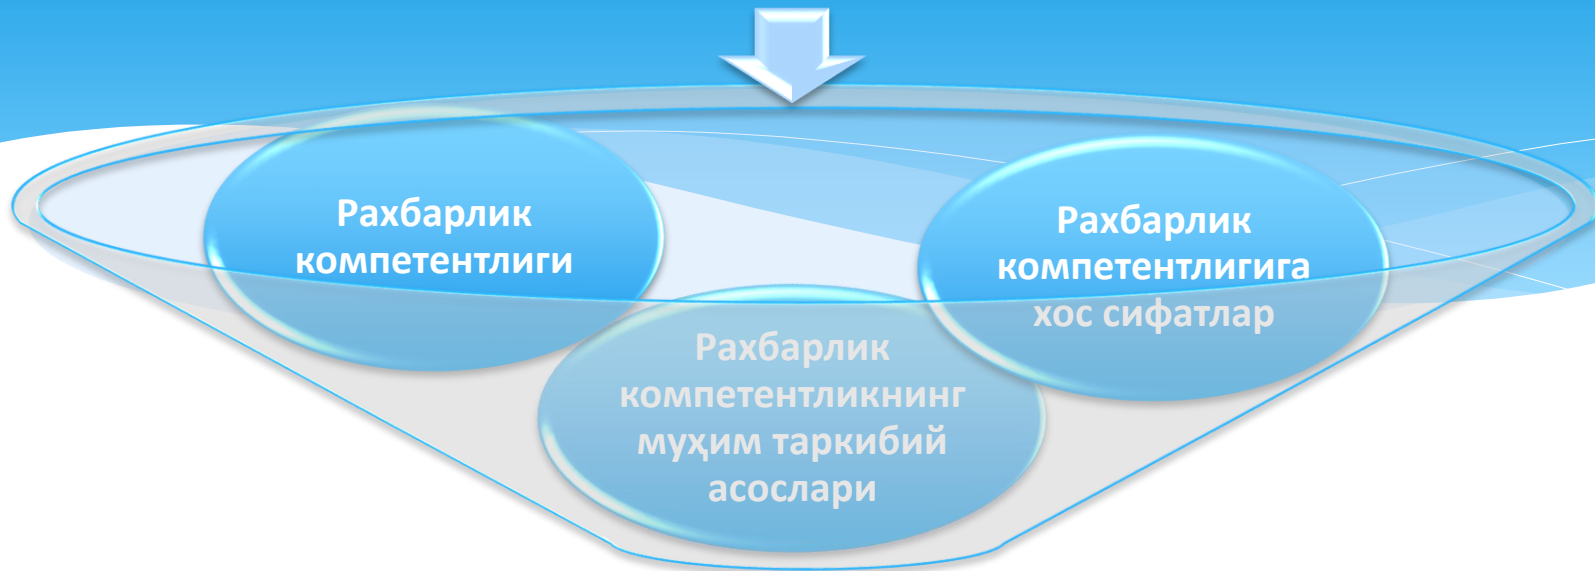 Рахбарлик
компетентлиги
Рахбарлик
компетентлигига
хос сифатлар
Рахбарлик
компетентликнинг
муҳим таркибий
асослари